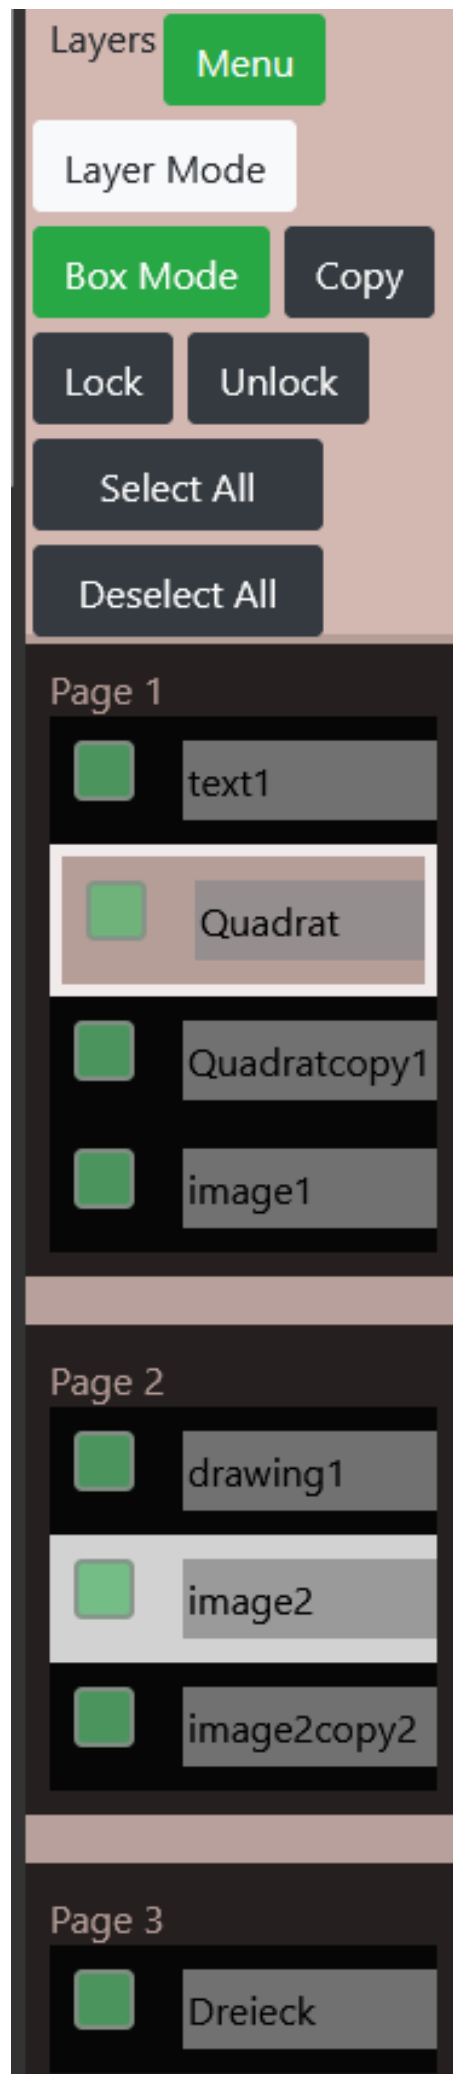 Layers Menu
Layer Mode
Box Mode Copy
Lock Unlock
Select All
Deselect All
Page 1
text1
Quadrat
Quadratcopy1
image1
Page 2
drawing1
image2
image2copy2
Page 3
Dreieck